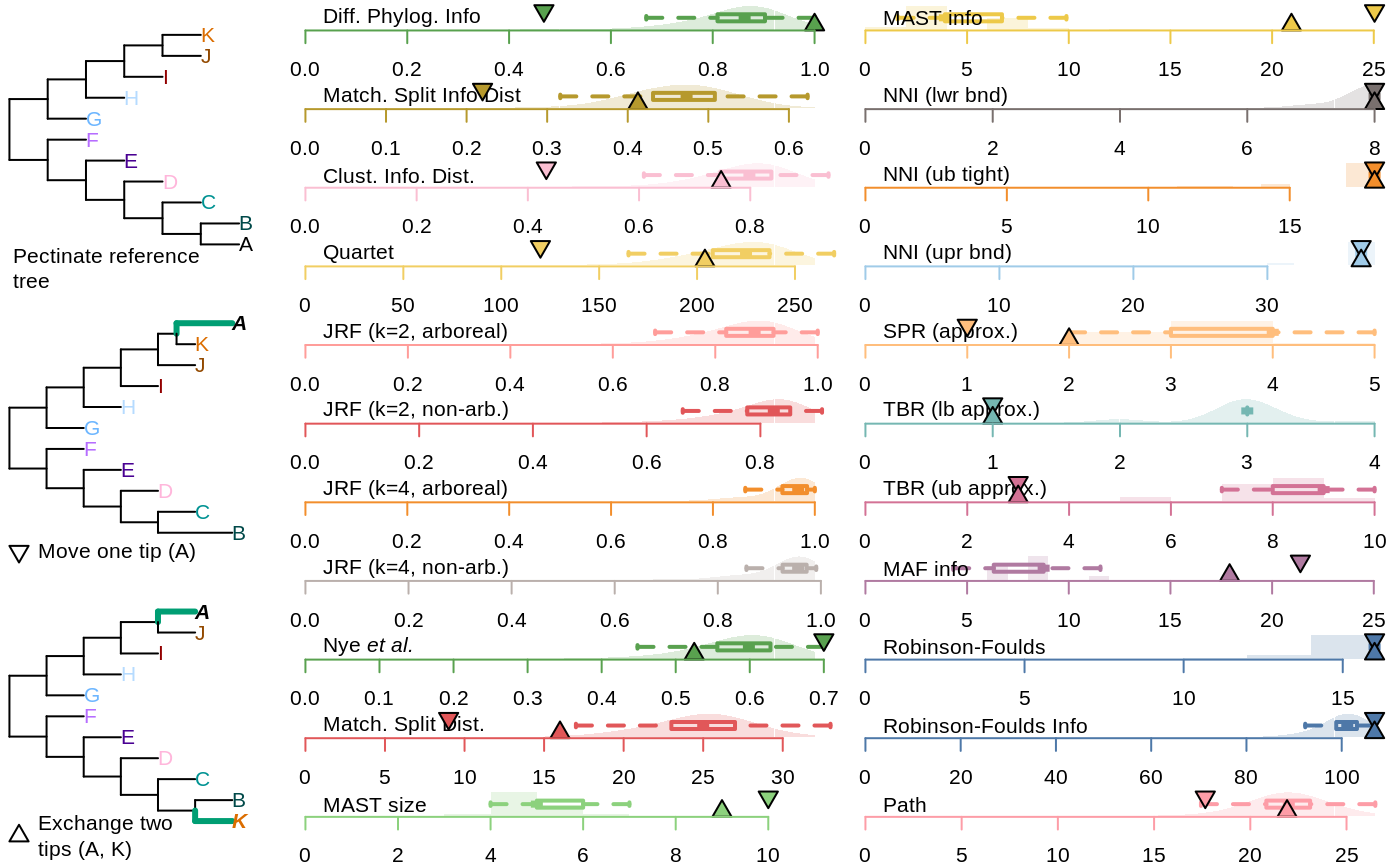 K
J
I
H
G
F
E
D
C
B
A
Pectinate reference
tree
A
K
J
I
H
G
F
E
D
C
B
Move one tip (A)
A
J
I
H
G
F
E
D
C
B
K
Exchange two
tips (A, K)
Diff. Phylog. Info
0.0 0.2 0.4 0.6 0.8 1.0
Match. Split Info Dist
0.0 0.1 0.2 0.3 0.4 0.5 0.6
Clust. Info. Dist.
0.0 0.2 0.4 0.6 0.8
Quartet
0 50 100 150 200 250
JRF (k=2, arboreal)
0.0 0.2 0.4 0.6 0.8 1.0
JRF (k=2, non-arb.)
0.0 0.2 0.4 0.6 0.8
JRF (k=4, arboreal)
0.0 0.2 0.4 0.6 0.8 1.0
JRF (k=4, non-arb.)
0.0 0.2 0.4 0.6 0.8 1.0
Nye et al.
0.0 0.1 0.2 0.3 0.4 0.5 0.6 0.7
Match. Split Dist.
0 5 10 15 20 25 30
MAST size
0 2 4 6 8 10
MAST info
0 5 10 15 20 25
NNI (lwr bnd)
0 2 4 6 8
NNI (ub tight)
0 5 10 15
NNI (upr bnd)
0 10 20 30
SPR (approx.)
0 1 2 3 4 5
TBR (lb approx.)
0 1 2 3 4
TBR (ub approx.)
0 2 4 6 8 10
MAF info
0 5 10 15 20 25
Robinson-Foulds
0 5 10 15
Robinson-Foulds Info
0 20 40 60 80 100
Path
0 5 10 15 20 25